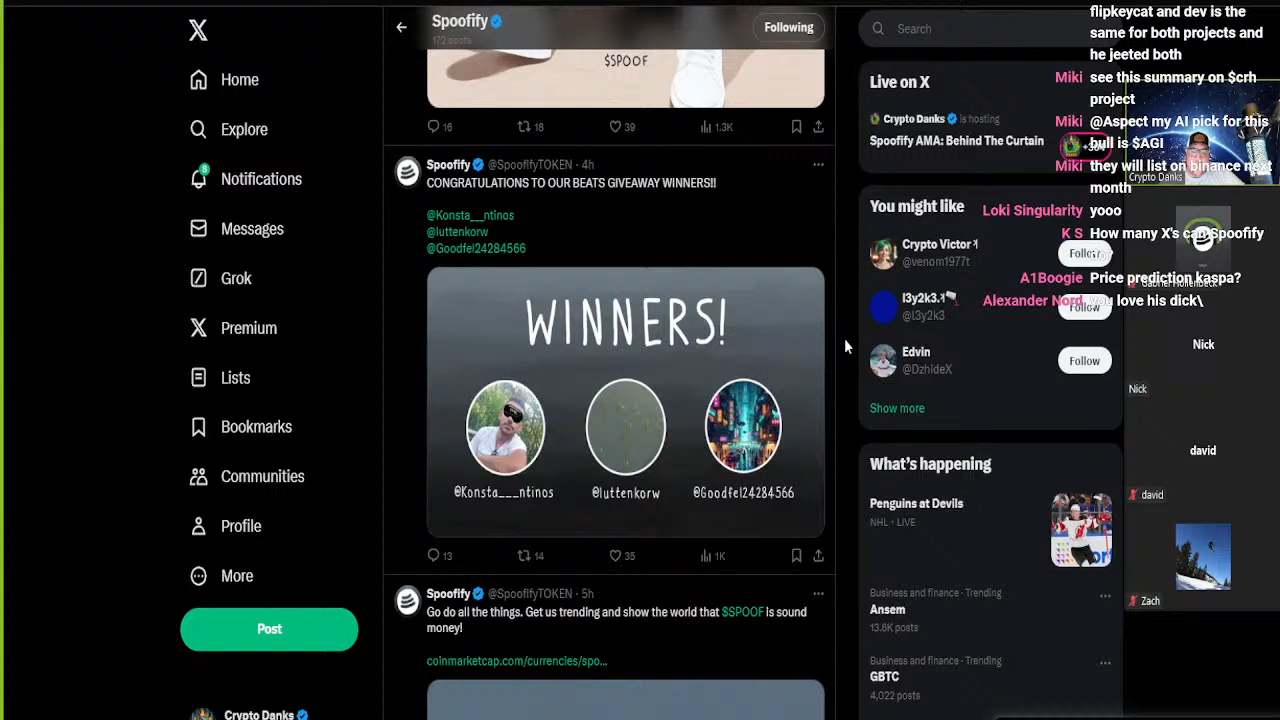 Home
Explore
8
Notifications
Messages
Grok
Premium
Lists
Bookmarks
Communities
Profile
More
Post
Crypto Danks
Spoofify
172 posts
Following
$SPOOF
16
18
39
1.3K
Spoofify @SpoofifyTOKEN · 4h
CONGRATULATIONS TO OUR BEATS GIVEAWAY WINNERS!!
@Konsta___ntinos
@luttenkorw
@Goodfel24284566
WINNERS!
@Konsta___ntinos @luttenkorw @Goodfel24284566
13
14
35
1K
Spoofify @SpoofifyTOKEN · 5h
Go do all the things. Get us trending and show the world that $SPOOF is sound
money!
coinmarketcap.com/currencies/spo...
Search
Live on X
Crypto Danks is hosting
Spoofify AMA: Behind The Curtain
You might like
Crypto Victor
@venom1977t
Follow
l3y2k3.
@l3y2k3
Follow
Edvin
@DzhideX
Follow
Show more
What's happening
Penguins at Devils
NHL · LIVE
Business and finance · Trending
Ansem
13.8K posts
Business and finance · Trending
GBTC
4,022 posts
flipkeycat and dev is the
same for both projects and
he jeeted both
Miki see this summary on $crh
project
Miki @Aspect my AI pick for this
bull is $AGI
Miki they will list on binance next
month
Loki Singularity yooo
K S How many X's can Spoofify
A1Boogie Price prediction kaspa?
Alexander Nord you love his dick\
Crypto Danks
Nick
Nick
david
david
Zach